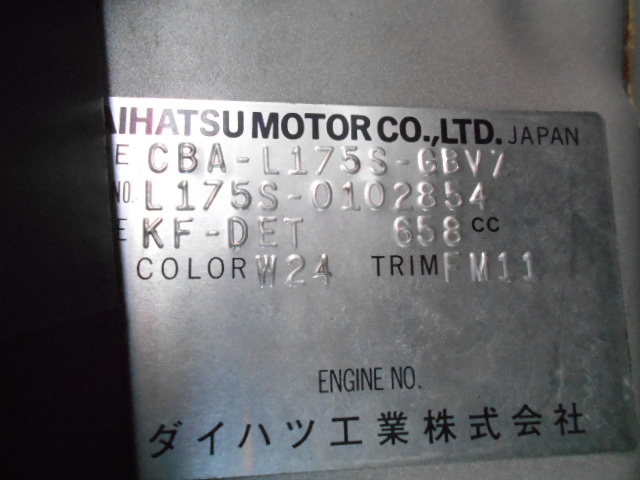 AIHATSU MOTOR CO.,LTD. JAPAN
E CBA-L175S-GBVZ
NO. L175S-0102854
E KF-DET 658 CC
COLOR W24 TRIM FM11
ENGINE NO.
ダイハツ工業株式会社